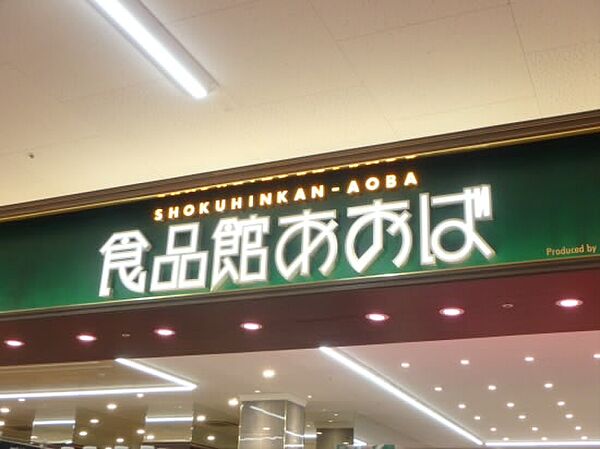 SHOKUHINKAN-AOBA
食品館あおば
Produced by